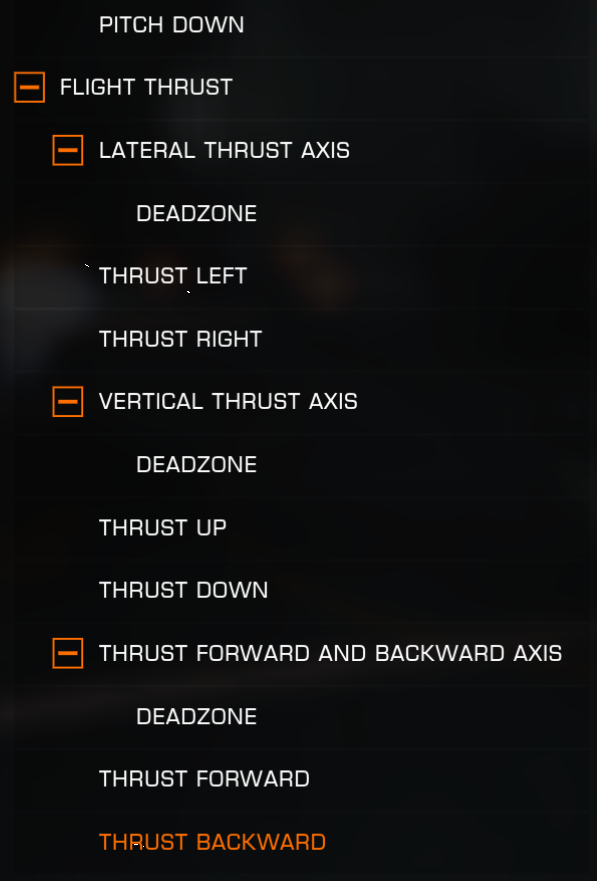 PITCH DOWN
FLIGHT THRUST
LATERAL THRUST AXIS
DEADZONE
THRUST LEFT
THRUST RIGHT
VERTICAL THRUST AXIS
DEADZONE
THRUST UP
THRUST DOWN
THRUST FORWARD AND BACKWARD AXIS
DEADZONE
THRUST FORWARD
THRUST BACKWARD